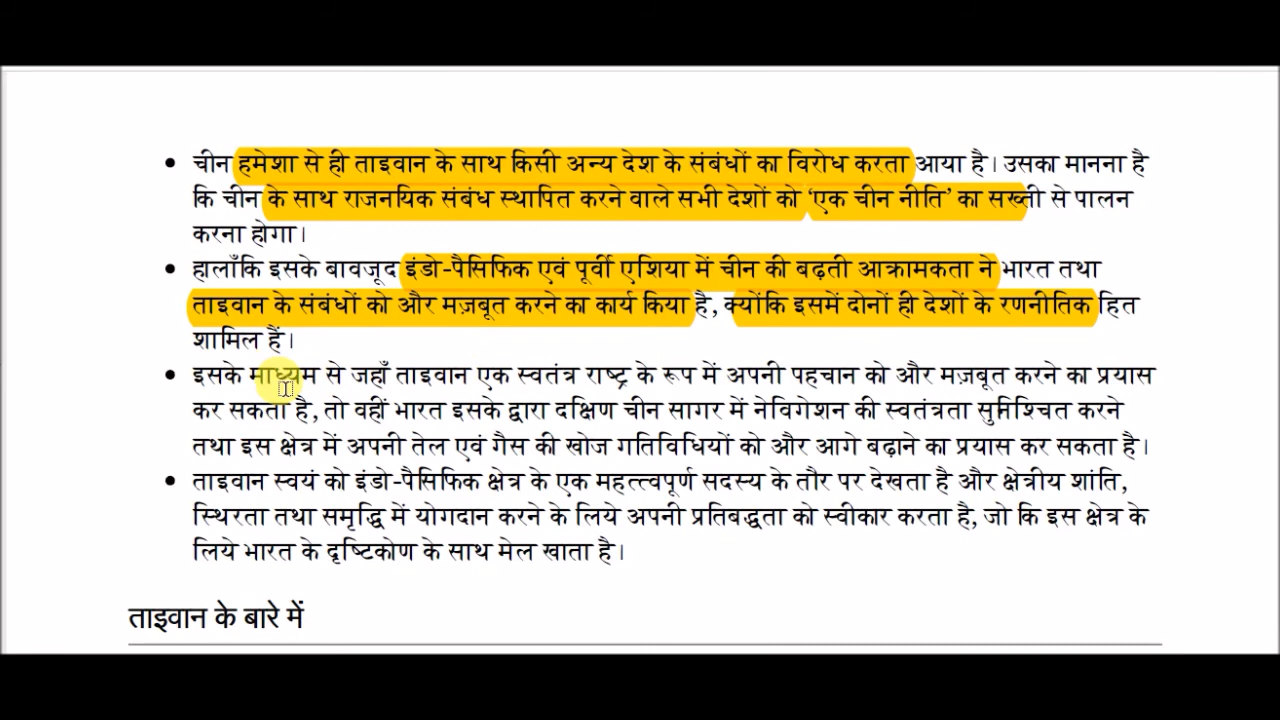 चीन हमेशा से ही ताइवान के साथ किसी अन्य देश के संबंधों का विरोध करता आया है। उसका मानना है
कि चीन के साथ राजनयिक संबंध स्थापित करने वाले सभी देशों को ‘एक चीन नीति’ का सख्ती से पालन
करना होगा।
हालाँकि इसके बावजूद इंडो-पैसिफिक एवं पूर्वी एशिया में चीन की बढ़ती आक्रामकता ने भारत तथा
ताइवान के संबंधों को और मज़बूत करने का कार्य किया है, क्योंकि इसमें दोनों ही देशों के रणनीतिक हित
शामिल हैं।
इसके माध्यम से जहाँ ताइवान एक स्वतंत्र राष्ट्र के रूप में अपनी पहचान को और मज़बूत करने का प्रयास
कर सकता है, तो वहीं भारत इसके द्वारा दक्षिण चीन सागर में नेविगेशन की स्वतंत्रता सुनिश्चित करने
तथा इस क्षेत्र में अपनी तेल एवं गैस की खोज गतिविधियों को और आगे बढ़ाने का प्रयास कर सकता है।
ताइवान स्वयं को इंडो-पैसिफिक क्षेत्र के एक महत्त्वपूर्ण सदस्य के तौर पर देखता है और क्षेत्रीय शांति,
स्थिरता तथा समृद्धि में योगदान करने के लिये अपनी प्रतिबद्धता को स्वीकार करता है, जो कि इस क्षेत्र के
लिये भारत के दृष्टिकोण के साथ मेल खाता है।
ताइवान के बारे में